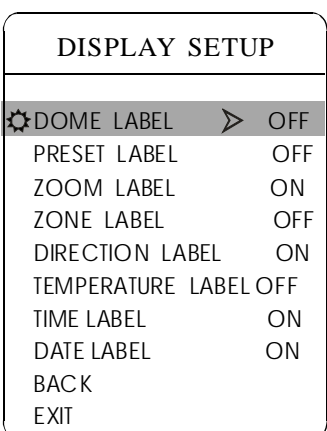 DISPLAY SETUP
DOME LABEL OFF
PRESET LABEL OFF
ZOOM LABEL ON
ZONE LABEL OFF
DIRECTION LABEL ON
TEMPERATURE LABEL OFF
TIME LABEL ON
DATE LABEL ON
BACK
EXIT